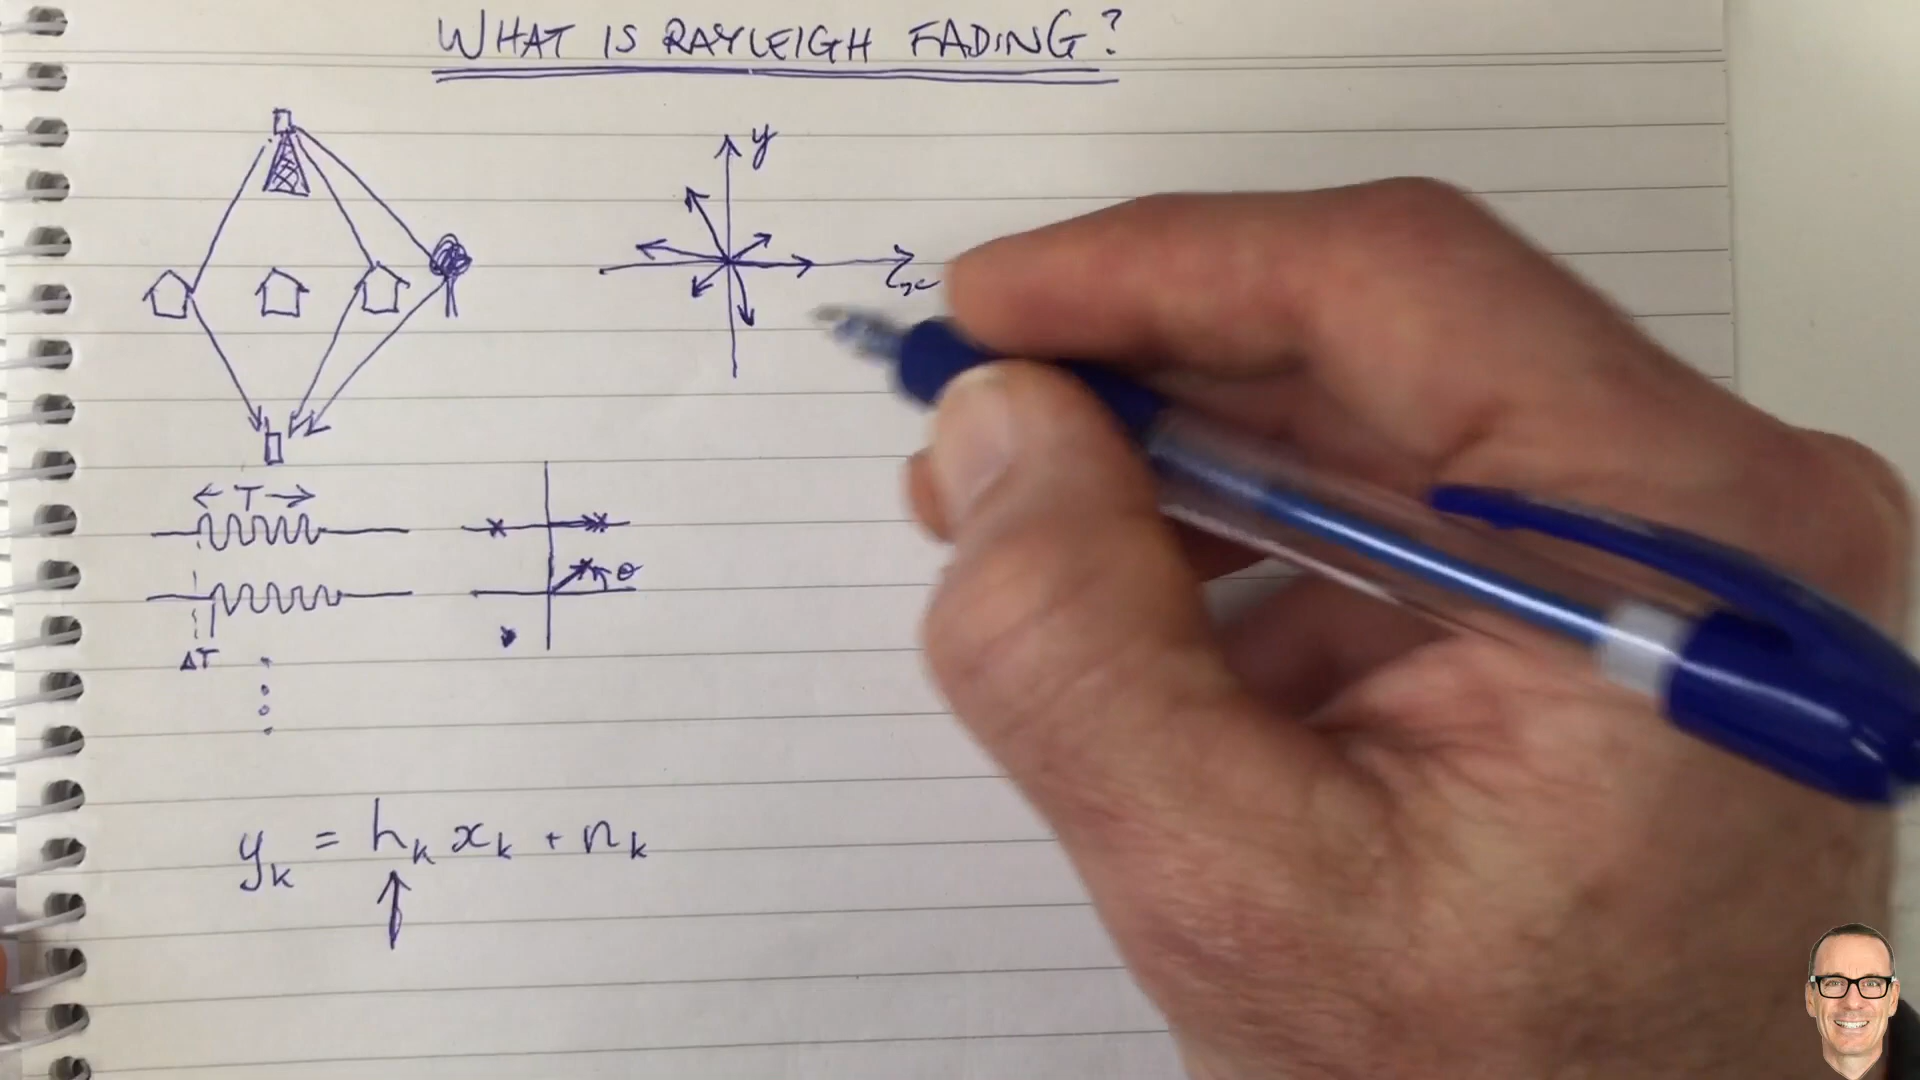 WHAT IS RAYLEIGH FADING?
y
x
← T →
θ
ΔT
y_k = h_k x_k + n_k